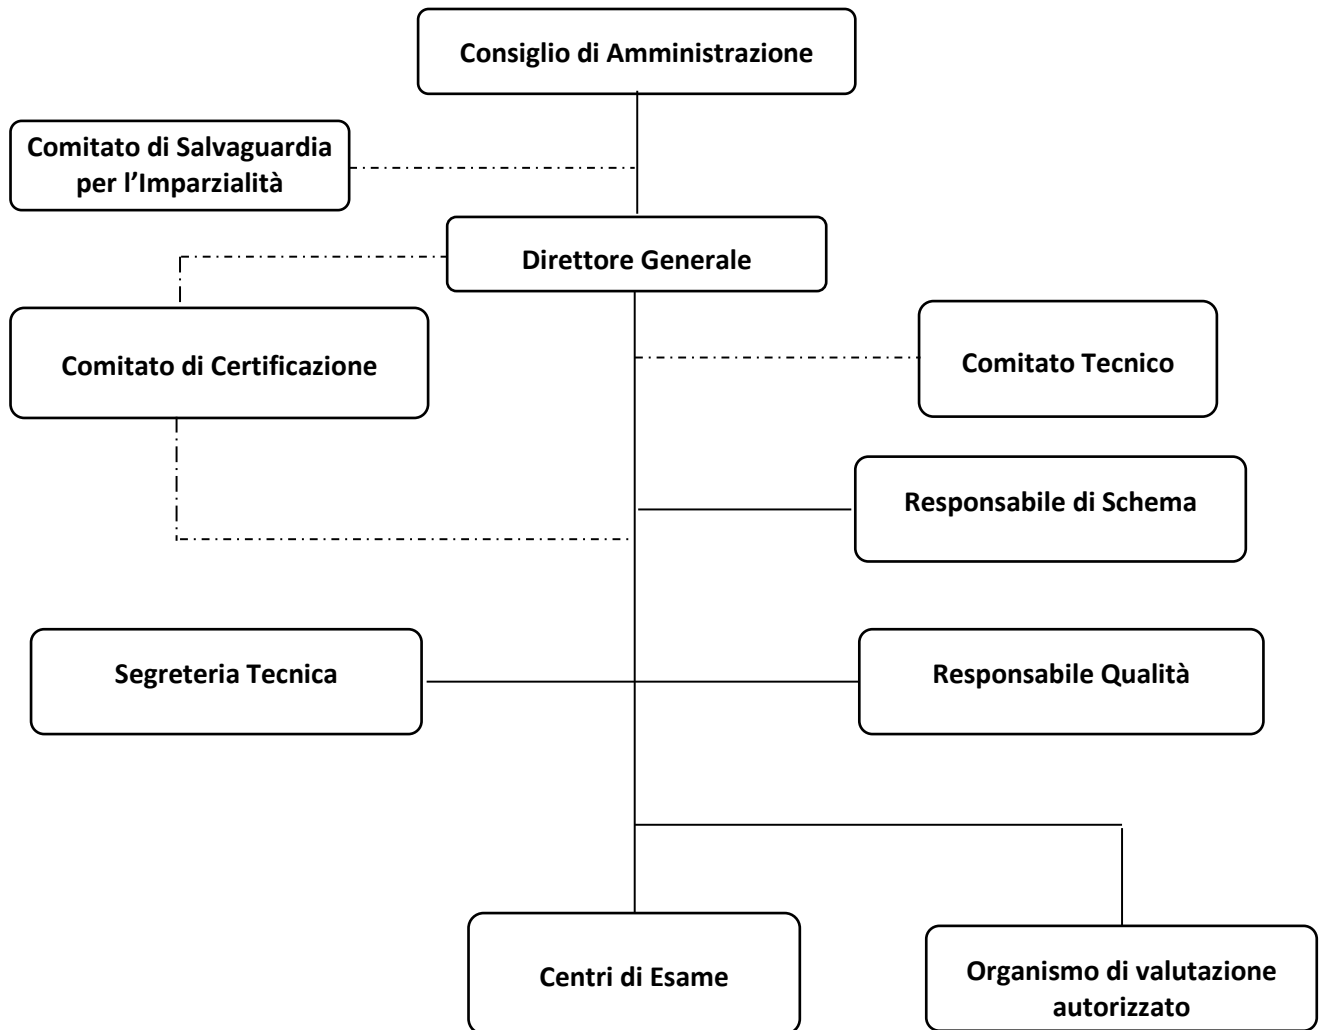 Consiglio di Amministrazione
Comitato di Salvaguardia
per l'Imparzialità
Direttore Generale
Comitato di Certificazione
Comitato Tecnico
Responsabile di Schema
Segreteria Tecnica
Responsabile Qualità
Centri di Esame
Organismo di valutazione
autorizzato